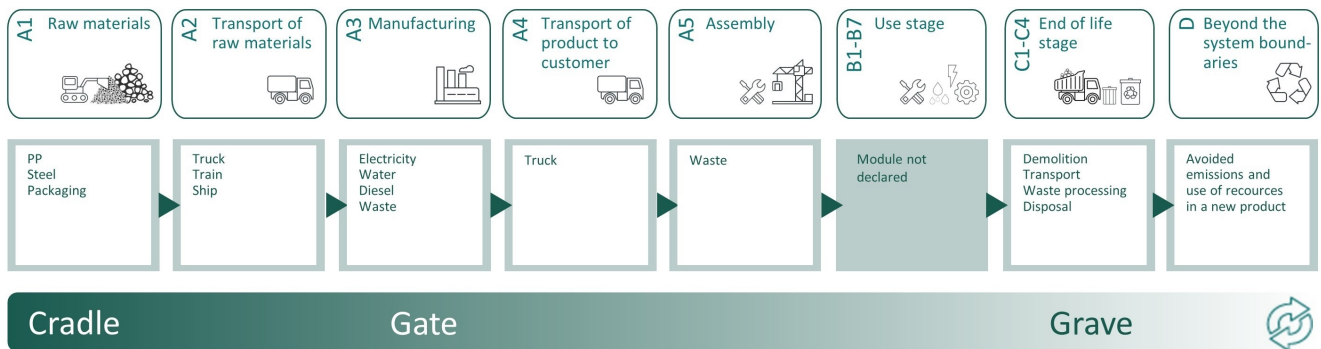 A1
Raw materials
A2
Transport of
raw materials
A3
Manufacturing
A4
Transport of
product to
customer
A5
Assembly
B1-B7
Use stage
C1-C4
End of life
stage
D
Beyond the
system bound-
aries
PP
Steel
Packaging
Truck
Train
Ship
Electricity
Water
Diesel
Waste
Truck
Waste
Module not
declared
Demolition
Transport
Waste processing
Disposal
Avoided
emissions and
use of recources
in a new product
Cradle
Gate
Grave